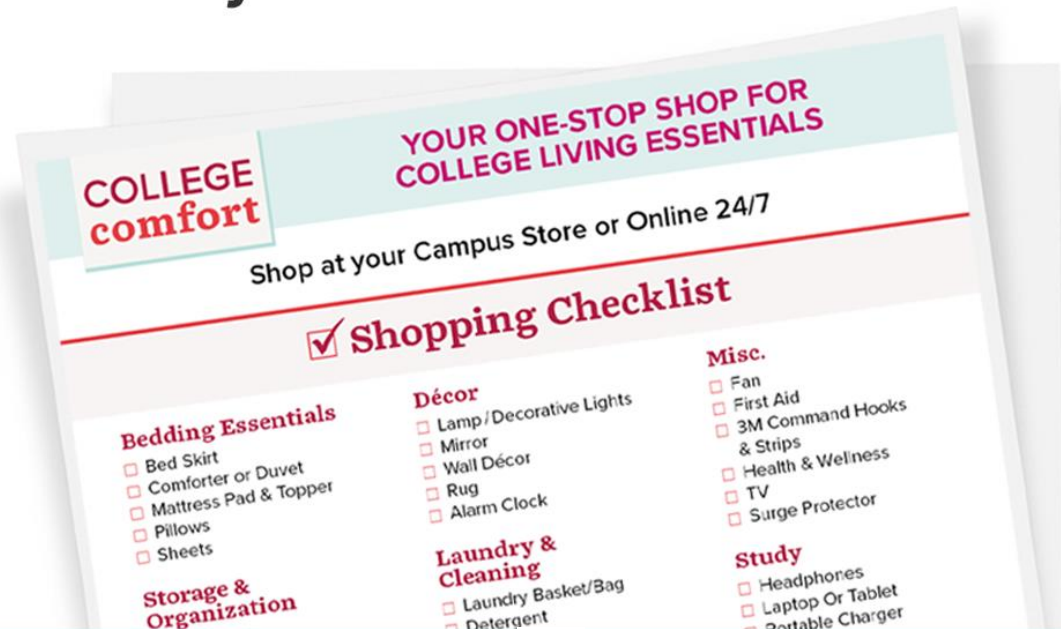 COLLEGE
comfort
YOUR ONE-STOP SHOP FOR
COLLEGE LIVING ESSENTIALS
Shop at your Campus Store or Online 24/7
Shopping Checklist
Bedding Essentials
Bed Skirt
Comforter or Duvet
Mattress Pad & Topper
Pillows
Sheets
Storage &
Organization
Décor
Lamp/Decorative Lights
Mirror
Wall Décor
Rug
Alarm Clock
Laundry &
Cleaning
Laundry Basket/Bag
Detergent
Misc.
Fan
First Aid
3M Command Hooks
& Strips
Health & Wellness
TV
Surge Protector
Study
Headphones
Laptop Or Tablet
Portable Charger